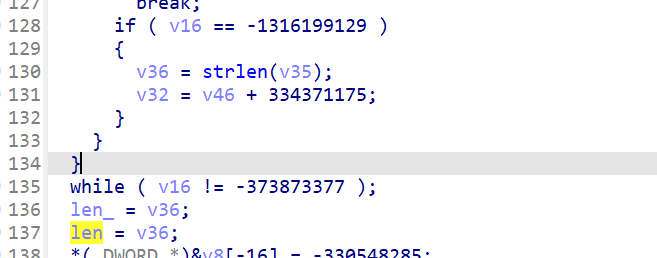 127 break;
128 if ( v16 == -1316199129 )
129 {
130 v36 = strlen(v35);
131 v32 = v46 + 334371175;
132 }
133 }
134 }
135 while ( v16 != -373873377 );
136 len_ = v36;
137 len = v36;
138 *(_DWORD *)&v8[-16] = -330548285;